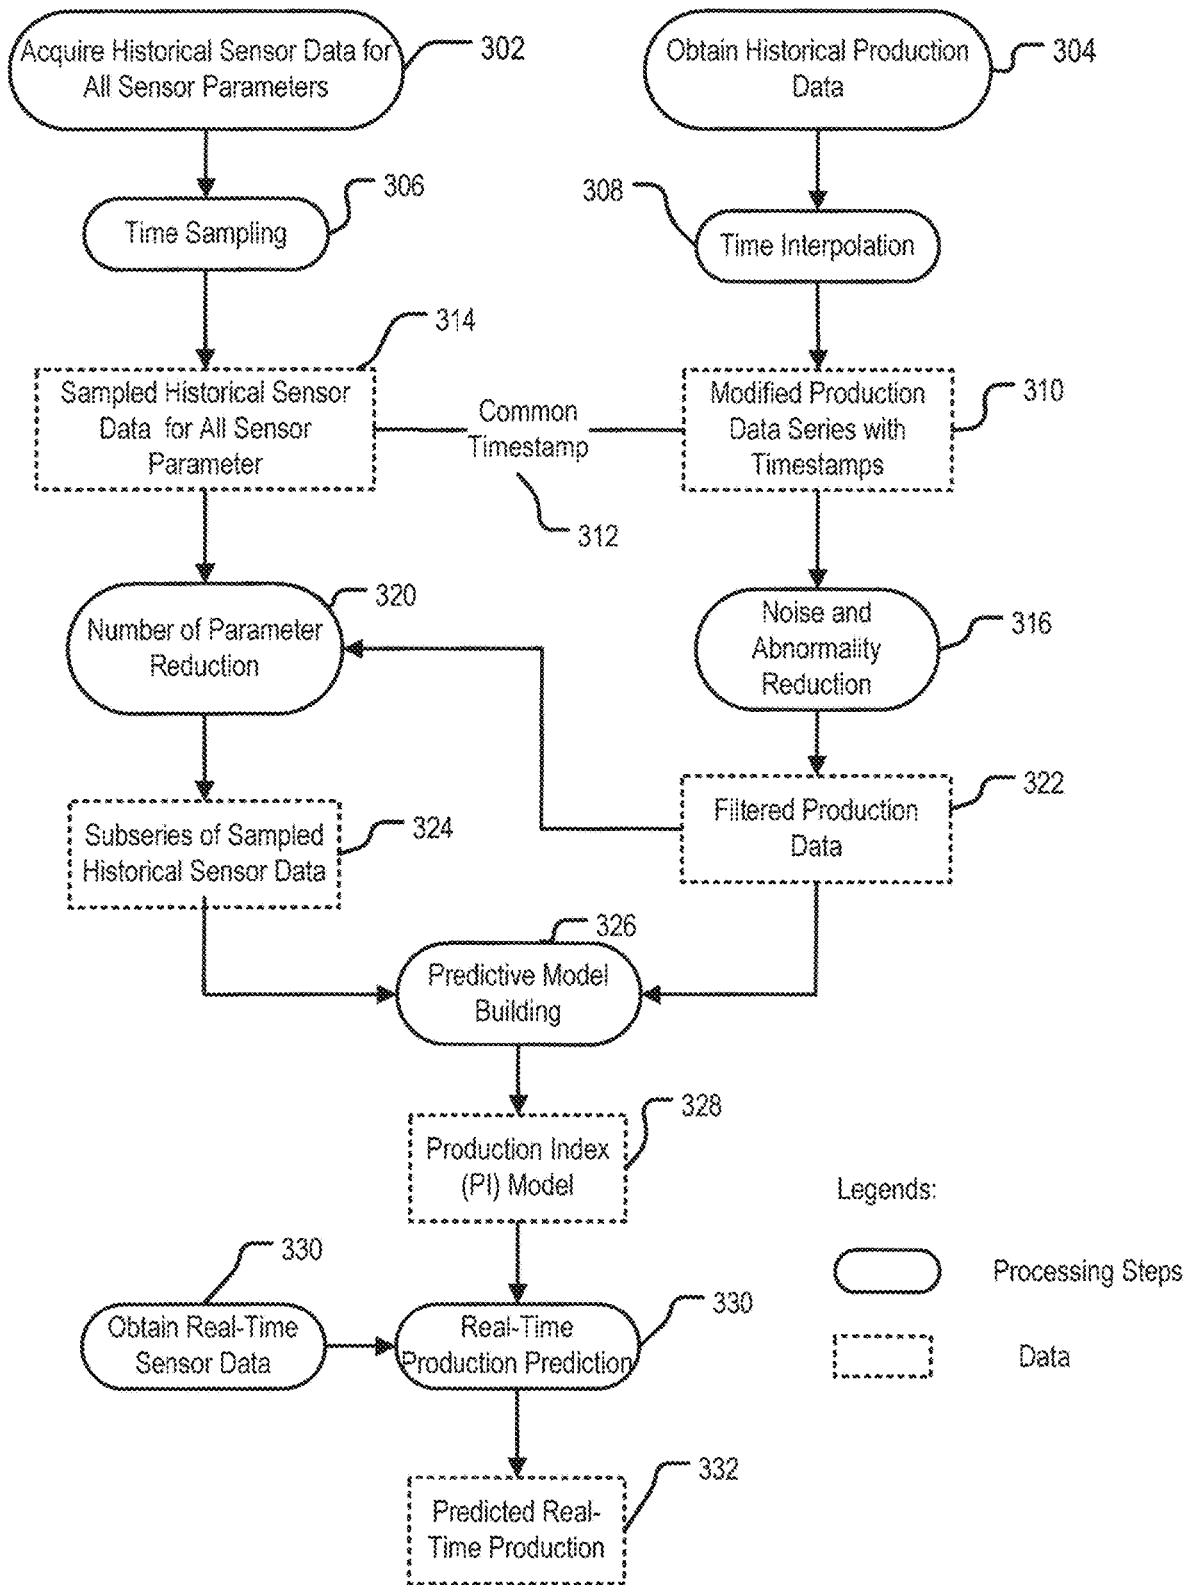 Acquire Historical Sensor Data for
All Sensor Parameters
302
Obtain Historical Production
Data
304
Time Sampling
306
308
Time Interpolation
314
Sampled Historical Sensor
Data for All Sensor
Parameter
Common
Timestamp
312
Modified Production
Data Series with
Timestamps
310
Number of Parameter
Reduction
320
Noise and
Abnormality
Reduction
316
Subseries of Sampled
Historical Sensor Data
324
Filtered Production
Data
322
326
Predictive Model
Building
328
Production Index
(PI) Model
Legends:
Processing Steps
Data
330
Obtain Real-Time
Sensor Data
Real-Time
Production Prediction
330
332
Predicted Real-
Time Production